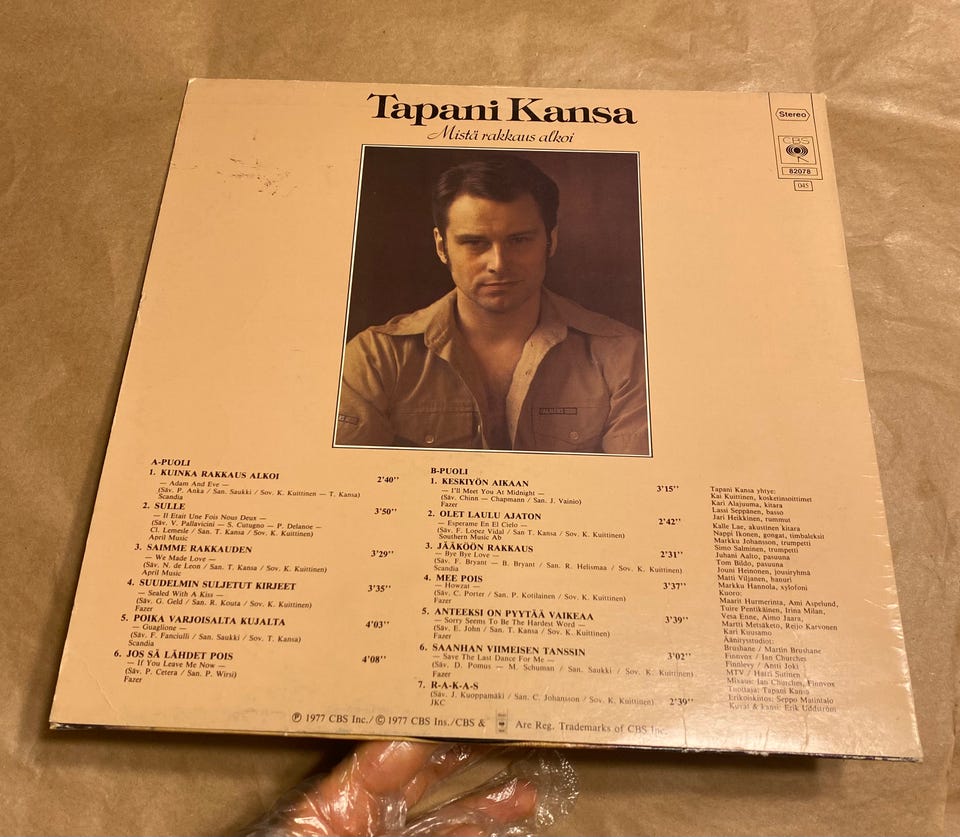 Tapani Kansa
Mistä rakkaus alkoi
Stereo
CBS
82078
045
A-PUOLI
1. KUINKA RAKKAUS ALKOI 2'40''
— Adam And Eve —
(Säv. P. Anka / San. Saukki / Sov. K. Kuittinen — T. Kansa)
Scandia
2. SULLE 3'50''
— Il Etait Une Fois Nous Deux —
(Säv. V. Pallavicini — S. Cutugno — P. Delanoe —
Cl. Lemesle / San. T. Kansa / Sov. K. Kuittinen)
April Music
3. SAIMME RAKKAUDEN 3'29''
— We Made Love —
(Säv. N. de Leon / San. T. Kansa / Sov. K. Kuittinen)
April Music
4. SUUDELMIN SULJETUT KIRJEET 3'35''
— Sealed With A Kiss —
(Säv. G. Geld / San. R. Kouta / Sov. K. Kuittinen)
Fazer
5. POIKA VARJOISALTA KUJALTA 4'03''
— Guaglione —
(Säv. F. Fanciulli / San. Saukki / Sov. T. Kansa)
Scandia
6. JOS SÄ LÄHDET POIS 4'08''
— If You Leave Me Now —
(Säv. P. Cetera / San. P. Wirsi)
Fazer
B-PUOLI
1. KESKIYÖN AIKAAN 3'15''
— I'll Meet You At Midnight —
(Säv. Chinn — Chapmann / San. J. Vainio)
Fazer
2. OLET LAULU AJATON 2'42''
— Esperame En El Cielo —
(Säv. F. Lopez Vidal / San T. Kansa / Sov. K. Kuittinen)
Southern Music Ab
3. JÄÄKÖÖN RAKKAUS 2'31''
— Bye Bye Love —
(Säv. F. Bryant — B. Bryant / San. R. Helismaa / Sov. K. Kuittinen)
Scandia
4. MEE POIS 3'37''
— Howzat —
(Säv. C. Porter / San. P. Kotilainen / Sov. K. Kuittinen)
Fazer
5. ANTEEKSI ON PYYTÄÄ VAIKEAA 3'39''
— Sorry Seems To Be The Hardest Word —
(Säv. E. John / San. T. Kansa / Sov. K. Kuittinen)
Fazer
6. SAANHAN VIIMEISEN TANSSIN 3'02''
— Save The Last Dance For Me —
(Säv. D. Pomus — M. Schuman / San. Saukki / Sov. K. Kuittinen)
Fazer
7. R-A-K-A-S
(Säv. J. Kuoppamäki / San. C. Johansson / Sov. K. Kuittinen) 2'39''
JKC
Tapani Kansa yhtye:
Kai Kuittinen, kosketinsoittimet
Kari Alajuuma, kitara
Lassi Seppänen, basso
Jari Heikkinen, rummut
Kalle Lae, akustinen kitara
Nappi Ikonen, gongat, timbaleksit
Markku Johansson, trumpetti
Simo Salminen, trumpetti
Juhani Aalto, pasuuna
Tom Bildo, pasuuna
Jouni Heinonen, jousiryhmä
Matti Viljanen, hanuri
Markku Hannola, xylofoni
Kuoro:
Maarit Hurmerinta, Ami Aspelund,
Tuire Pentikäinen, Irina Milan,
Vesa Enne, Aimo Jaara,
Martti Metsäketo, Reijo Karvonen
Kari Kuusamo
Äänitysstudiot:
Brushane / Martin Brushane
Finnvox / Ian Churches
Finnlevy / Antti Joki
MTV / Harri Sutinen
Mixaus: Ian Churches, Finnvox
Tuottaja: Tapani Kansa
Erikoiskiitos: Seppo Matintalo
Kuvat & kansi: Erik Uddström
℗ 1977 CBS Inc./© 1977 CBS Ins./CBS & Are Reg. Trademarks of CBS Inc.